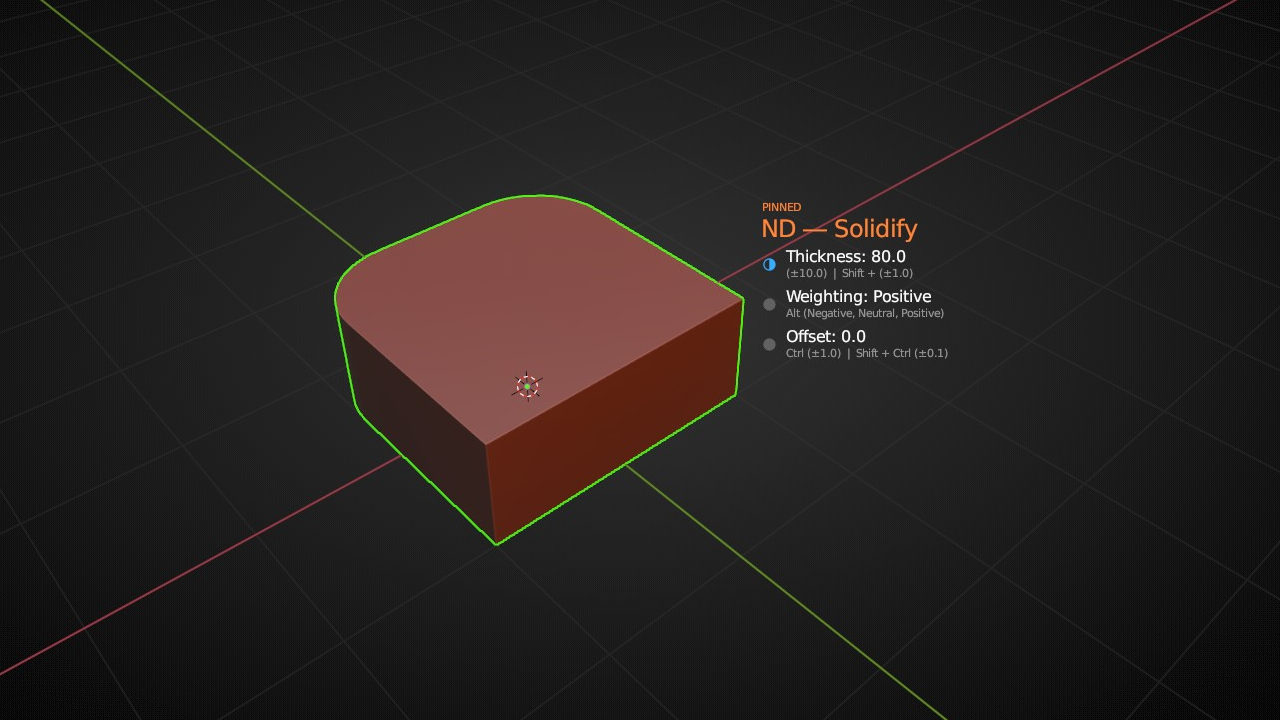 PINNED
ND — Solidify
Thickness: 80.0
(±10.0) | Shift + (±1.0)
Weighting: Positive
Alt (Negative, Neutral, Positive)
Offset: 0.0
Ctrl (±1.0) | Shift + Ctrl (±0.1)